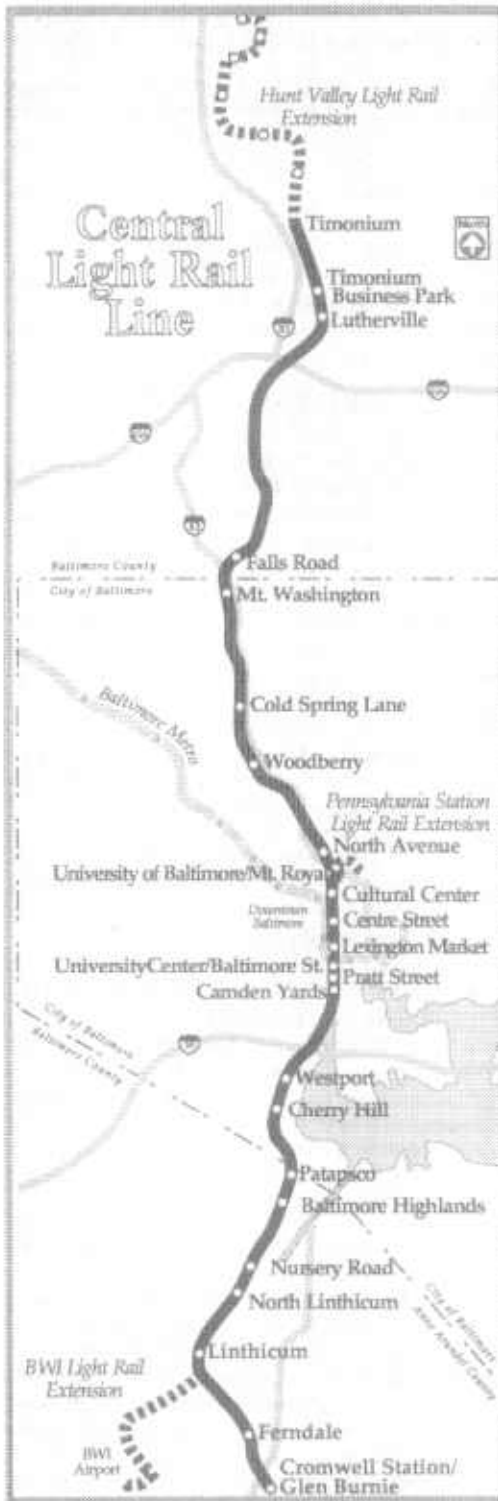 Hunt Valley Light Rail
Extension
Central
Light Rail
Line
North
Timonium
Timonium
Business Park
Lutherville
83
83
Falls Road
Baltimore County
City of Baltimore
Mt. Washington
Baltimore Metro
Cold Spring Lane
Woodberry
Pennsylvania Station
Light Rail Extension
North Avenue
University of Baltimore/Mt. Royal
Cultural Center
Downtown
Baltimore
Centre Street
Lexington Market
UniversityCenter/Baltimore St.
Pratt Street
Camden Yards
City of Baltimore
Baltimore County
Westport
Cherry Hill
Patapsco
Baltimore Highlands
Nursery Road
North Linthicum
City of Baltimore
Anne Arundel County
Linthicum
BWI Light Rail
Extension
Ferndale
BWI
Airport
Cromwell Station/
Glen Burnie